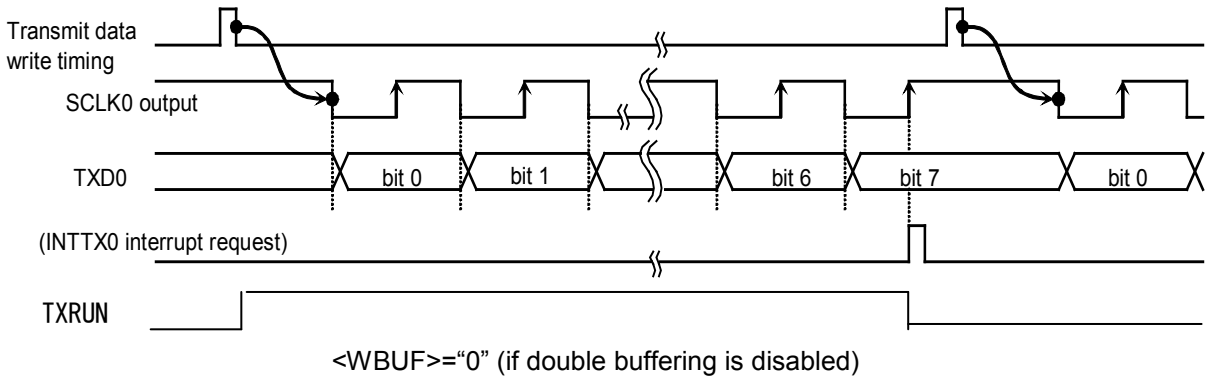 Transmit data
write timing
SCLK0 output
TXD0
bit 0
bit 1
bit 6
bit 7
bit 0
(INTTX0 interrupt request)
TXRUN
<WBUF>=“0” (if double buffering is disabled)